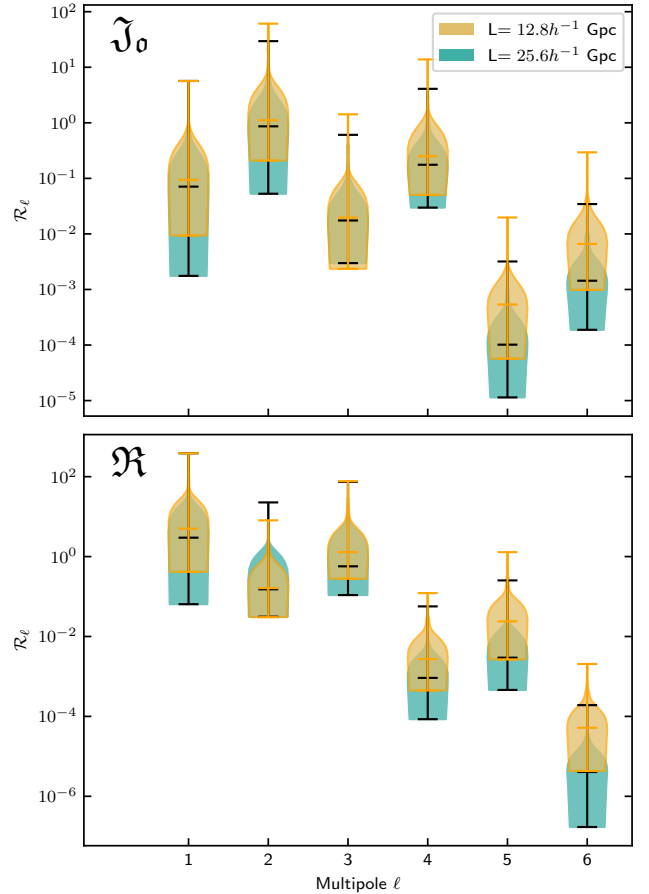 𝔍𝔬
L= 12.8h⁻¹ Gpc
L= 25.6h⁻¹ Gpc
10²
10¹
10⁰
10⁻¹
10⁻²
10⁻³
10⁻⁴
10⁻⁵
ℛℓ
ℜ
10²
10⁰
10⁻²
10⁻⁴
10⁻⁶
ℛℓ
1 2 3 4 5 6
Multipole ℓ